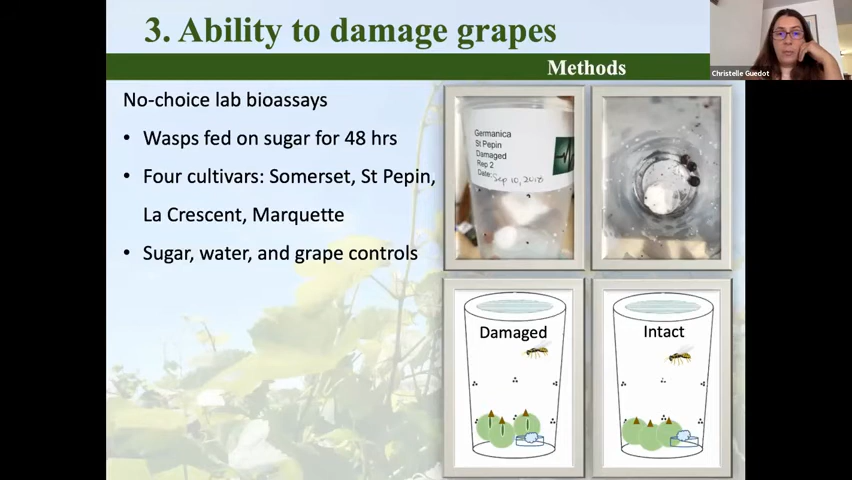 3. Ability to damage grapes
Methods
Christelle Guedot
No-choice lab bioassays
• Wasps fed on sugar for 48 hrs
• Four cultivars: Somerset, St Pepin,
La Crescent, Marquette
• Sugar, water, and grape controls
Germanica
St Pepin
Damaged
Rep 2
Date: Sep 10, 2018
Damaged
Intact